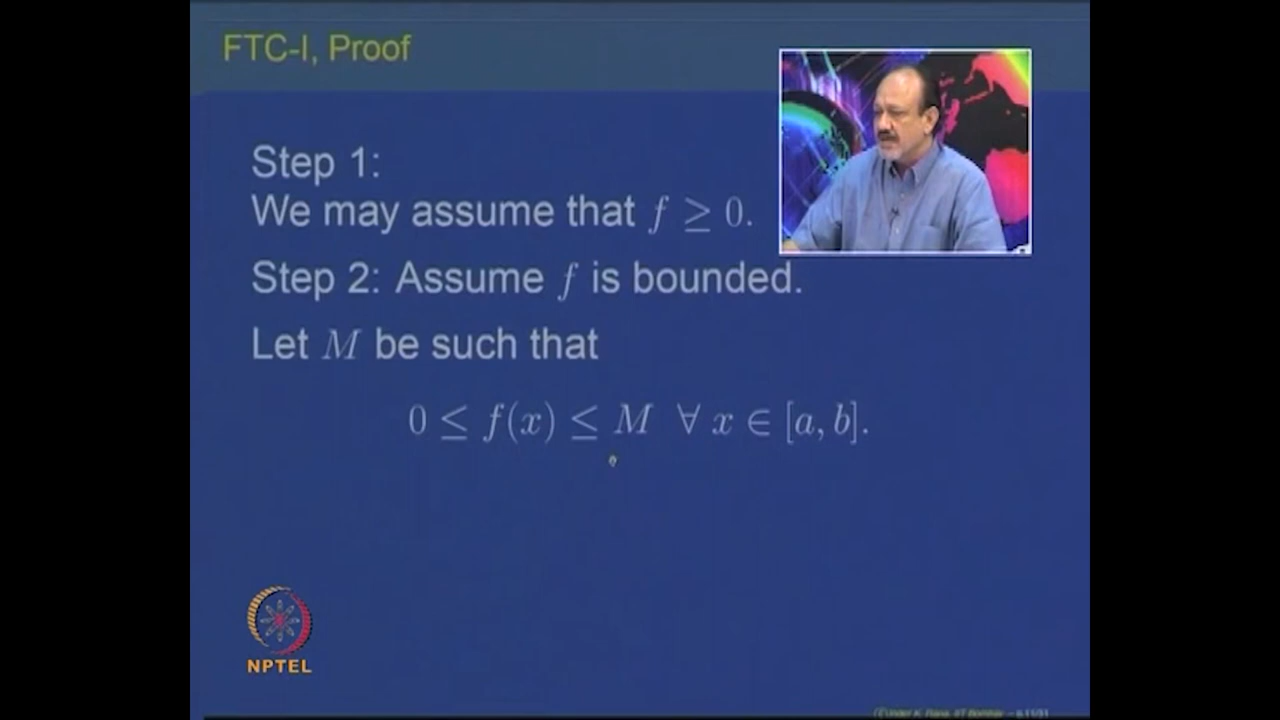 FTC-I, Proof
Step 1:
We may assume that f ≥ 0.
Step 2: Assume f is bounded.
Let M be such that
0 ≤ f(x) ≤ M ∀ x ∈ [a, b].
NPTEL